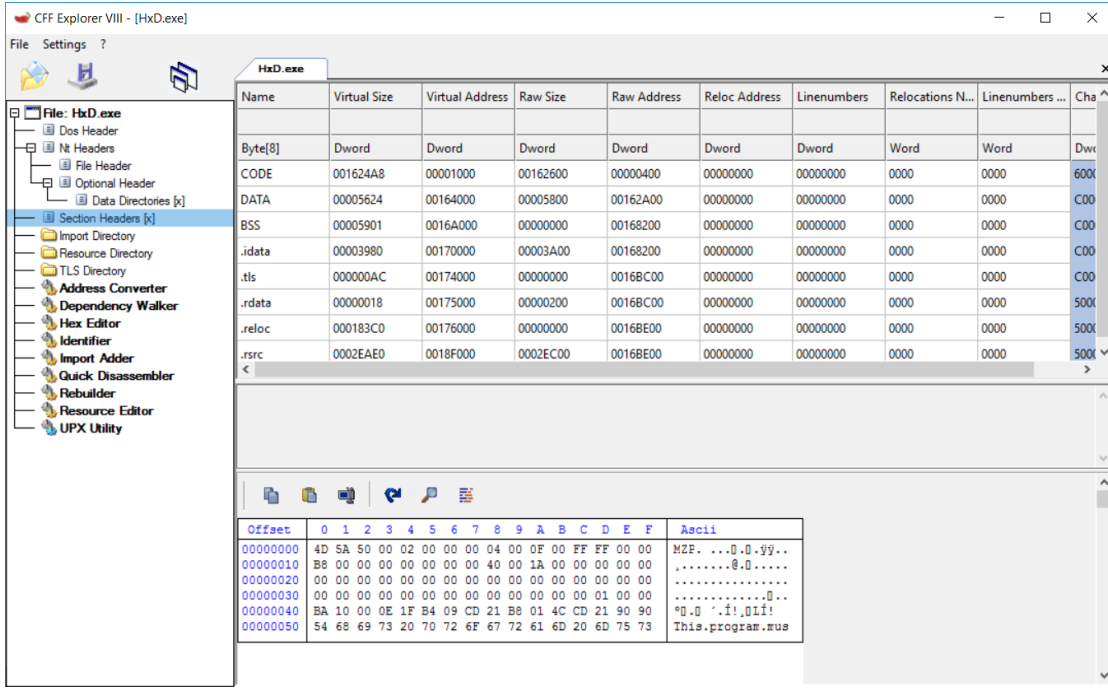 CFF Explorer VIII - [HxD.exe]
File Settings ?
HxD.exe
File: HxD.exe
Dos Header
Nt Headers
File Header
Optional Header
Data Directories [x]
Section Headers [x]
Import Directory
Resource Directory
TLS Directory
Address Converter
Dependency Walker
Hex Editor
Identifier
Import Adder
Quick Disassembler
Rebuilder
Resource Editor
UPX Utility
Name Virtual Size Virtual Address Raw Size Raw Address Reloc Address Linenumbers Relocations N... Linenumbers ... Cha
Byte[8] Dword Dword Dword Dword Dword Dword Word Word Dwo
CODE 001624A8 00001000 00162600 00000400 00000000 00000000 0000 0000 6000
DATA 00005624 00164000 00005800 00162A00 00000000 00000000 0000 0000 C00
BSS 00005901 0016A000 00000000 00168200 00000000 00000000 0000 0000 C00
.idata 00003980 00170000 00003A00 00168200 00000000 00000000 0000 0000 C00
.tls 000000AC 00174000 00000000 0016BC00 00000000 00000000 0000 0000 C00
.rdata 00000018 00175000 00000200 0016BC00 00000000 00000000 0000 0000 5000
.reloc 000183C0 00176000 00000000 0016BE00 00000000 00000000 0000 0000 5000
.rsrc 0002EAE0 0018F000 0002EC00 0016BE00 00000000 00000000 0000 0000 5000
Offset 0 1 2 3 4 5 6 7 8 9 A B C D E F Ascii
00000000 4D 5A 50 00 02 00 00 00 04 00 0F 00 FF FF 00 00 MZP. ...▯.▯.ÿÿ..
00000010 B8 00 00 00 00 00 00 00 40 00 1A 00 00 00 00 00 ¸.......@.▯.....
00000020 00 00 00 00 00 00 00 00 00 00 00 00 00 00 00 00 ................
00000030 00 00 00 00 00 00 00 00 00 00 00 00 00 01 00 00 .............▯..
00000040 BA 10 00 0E 1F B4 09 CD 21 B8 01 4C CD 21 90 90 º▯.▯ ´.Í!¸▯LÍ!
00000050 54 68 69 73 20 70 72 6F 67 72 61 6D 20 6D 75 73 This.program.mus